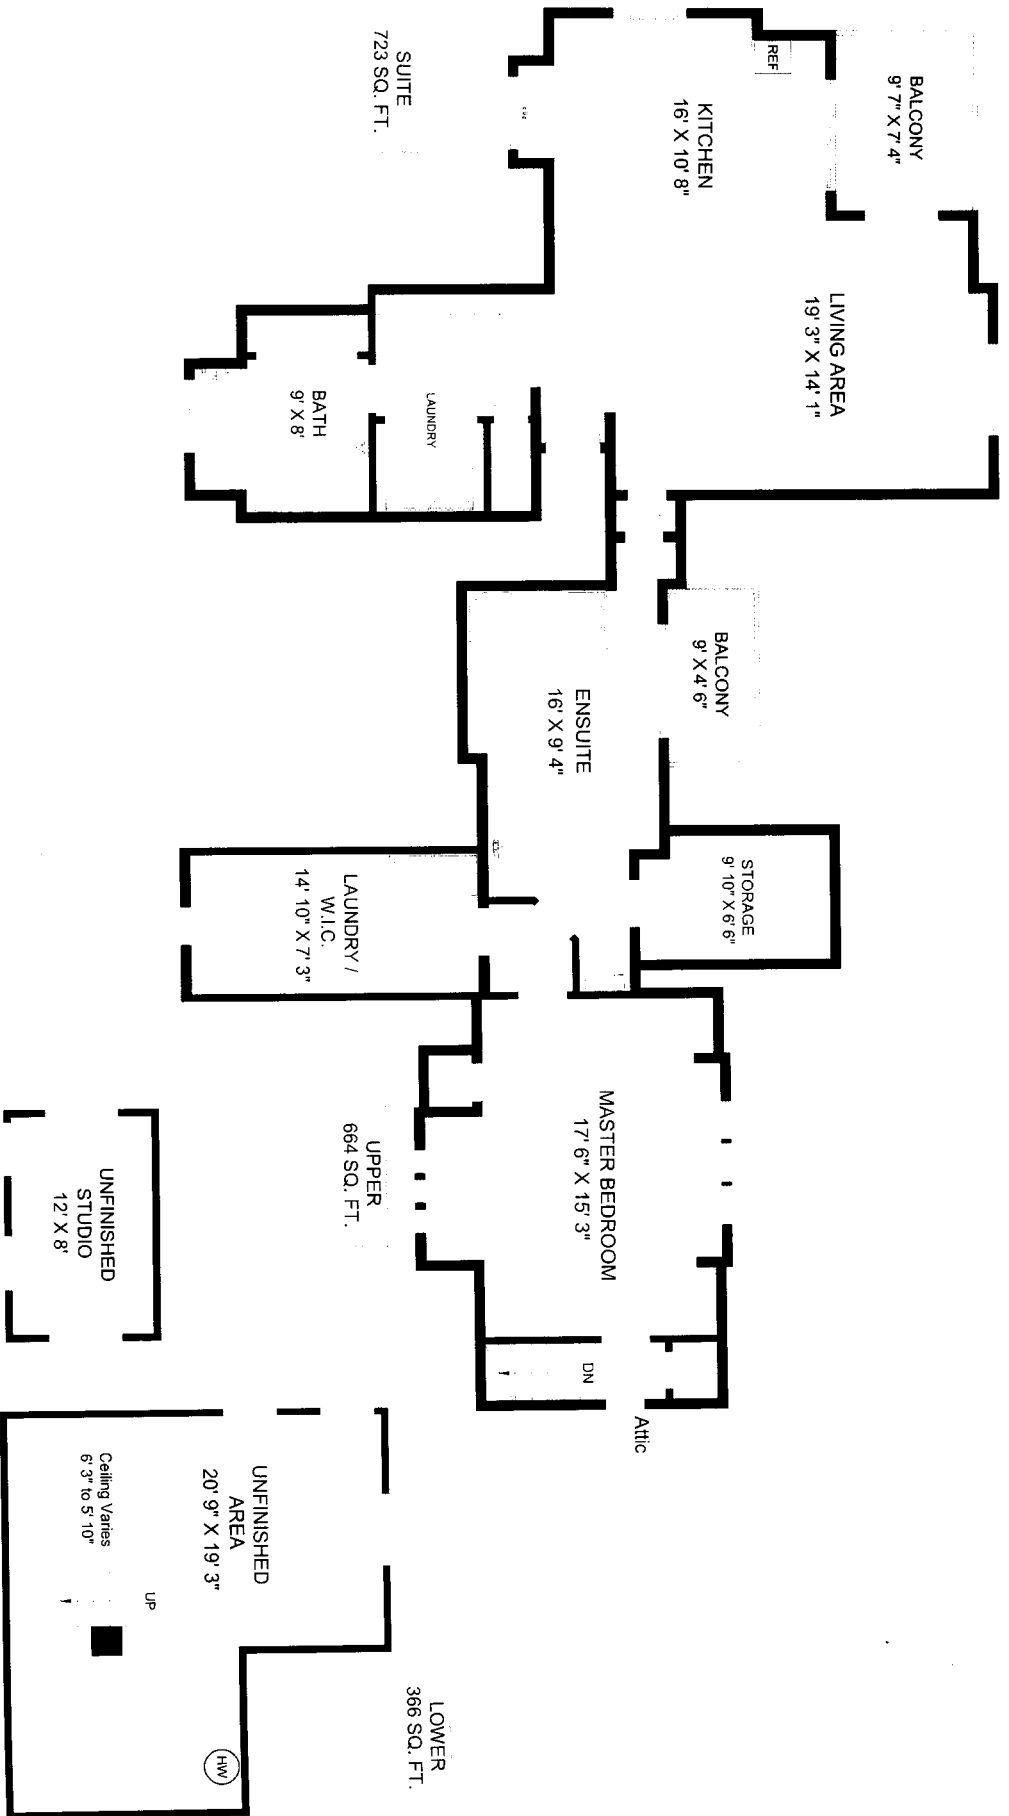 BALCONY
9' 7" X 7' 4"
REF
KITCHEN
16' X 10' 8"
SUITE
723 SQ. FT.
LIVING AREA
19' 3" X 14' 1"
LAUNDRY
BATH
9' X 8'
BALCONY
9' X 4' 6"
ENSUITE
16' X 9' 4"
STORAGE
9' 10" X 6' 6"
LAUNDRY /
W.I.C.
14' 10" X 7' 3"
MASTER BEDROOM
17' 6" X 15' 3"
UPPER
664 SQ. FT.
DN
Attic
UNFINISHED
STUDIO
12' X 8'
UNFINISHED
AREA
20' 9" X 19' 3"
Ceiling Varies
6' 3" to 5' 10"
UP
HW
LOWER
366 SQ. FT.